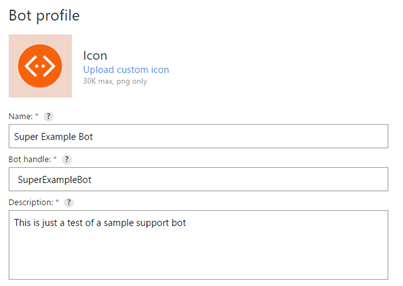 Bot profile
Icon
Upload custom icon
30K max, png only
Name: * ?
Super Example Bot
Bot handle: * ?
SuperExampleBot
Description: * ?
This is just a test of a sample support bot